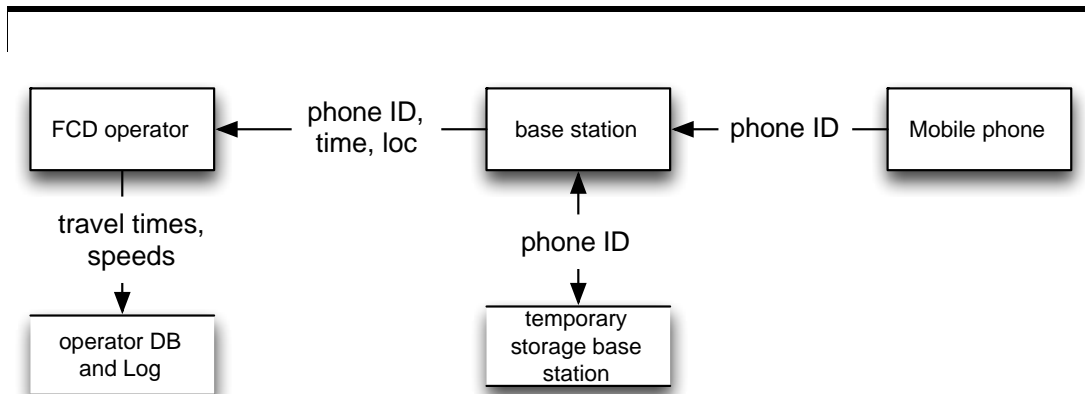 FCD operator
phone ID,
time, loc
base station
phone ID
Mobile phone
travel times,
speeds
phone ID
operator DB
and Log
temporary
storage base
station